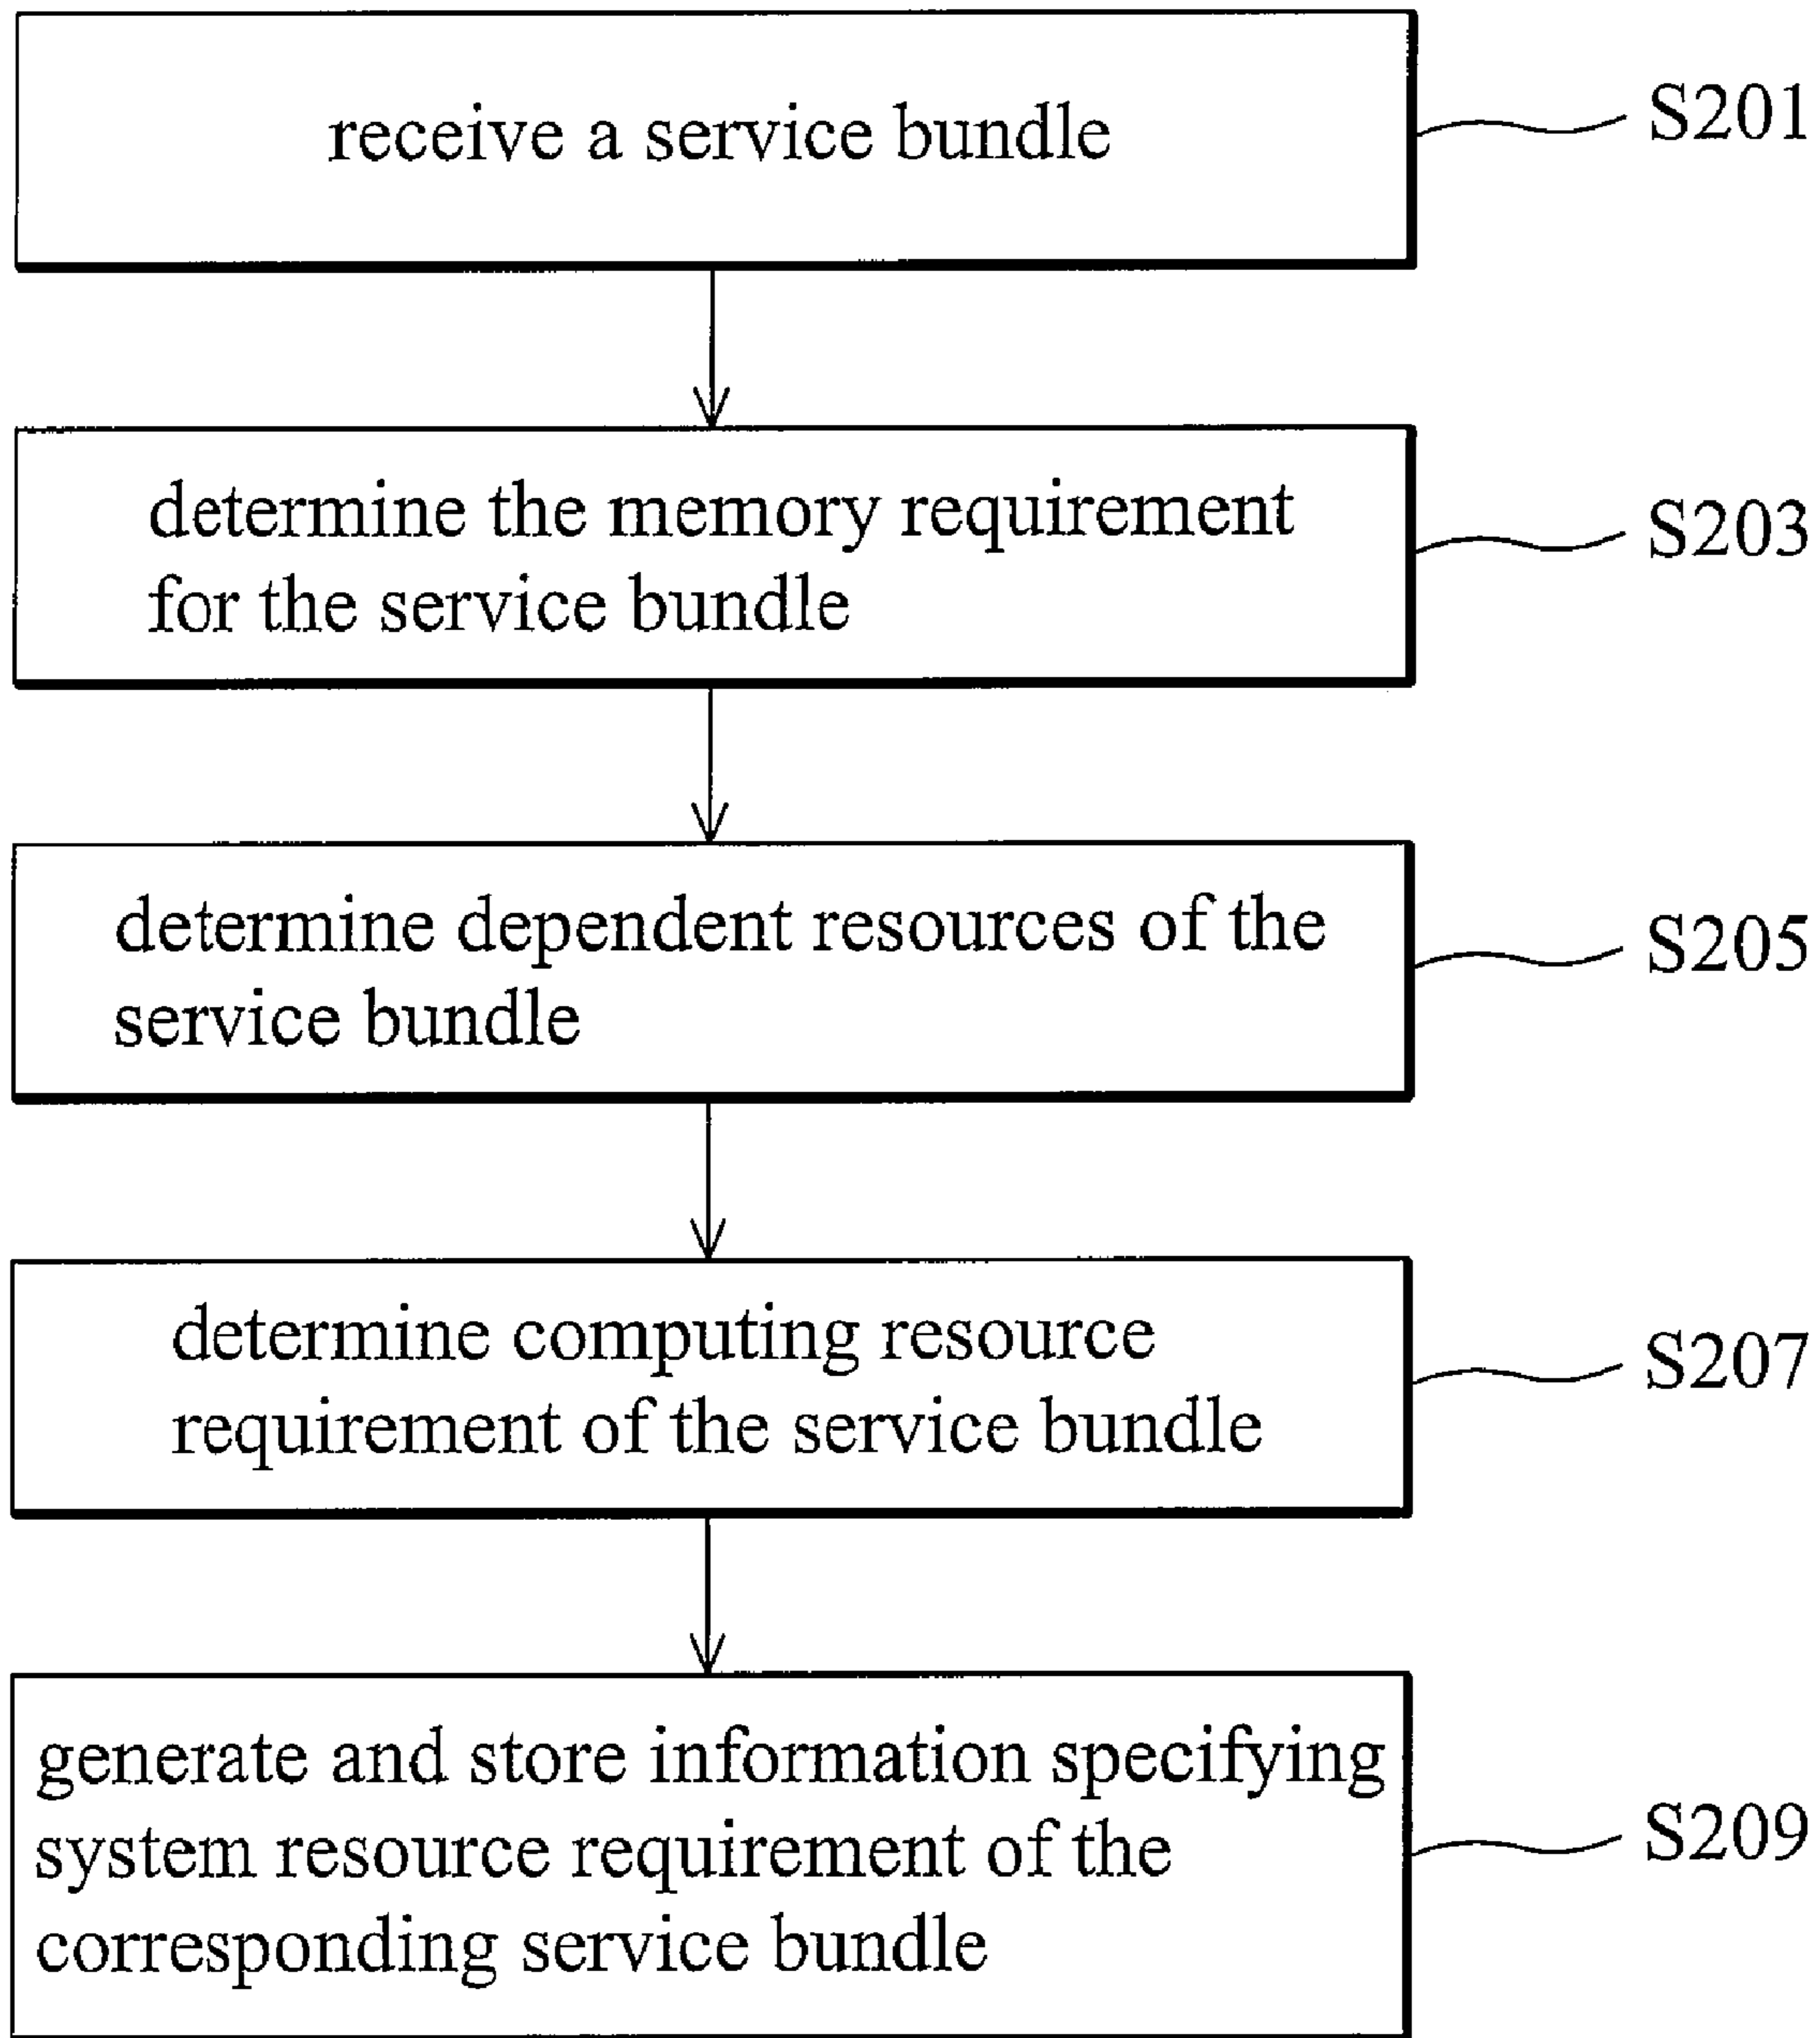 receive a service bundle
S201
determine the memory requirement
for the service bundle
S203
determine dependent resources of the
service bundle
S205
determine computing resource
requirement of the service bundle
S207
generate and store information specifying
system resource requirement of the
corresponding service bundle
S209